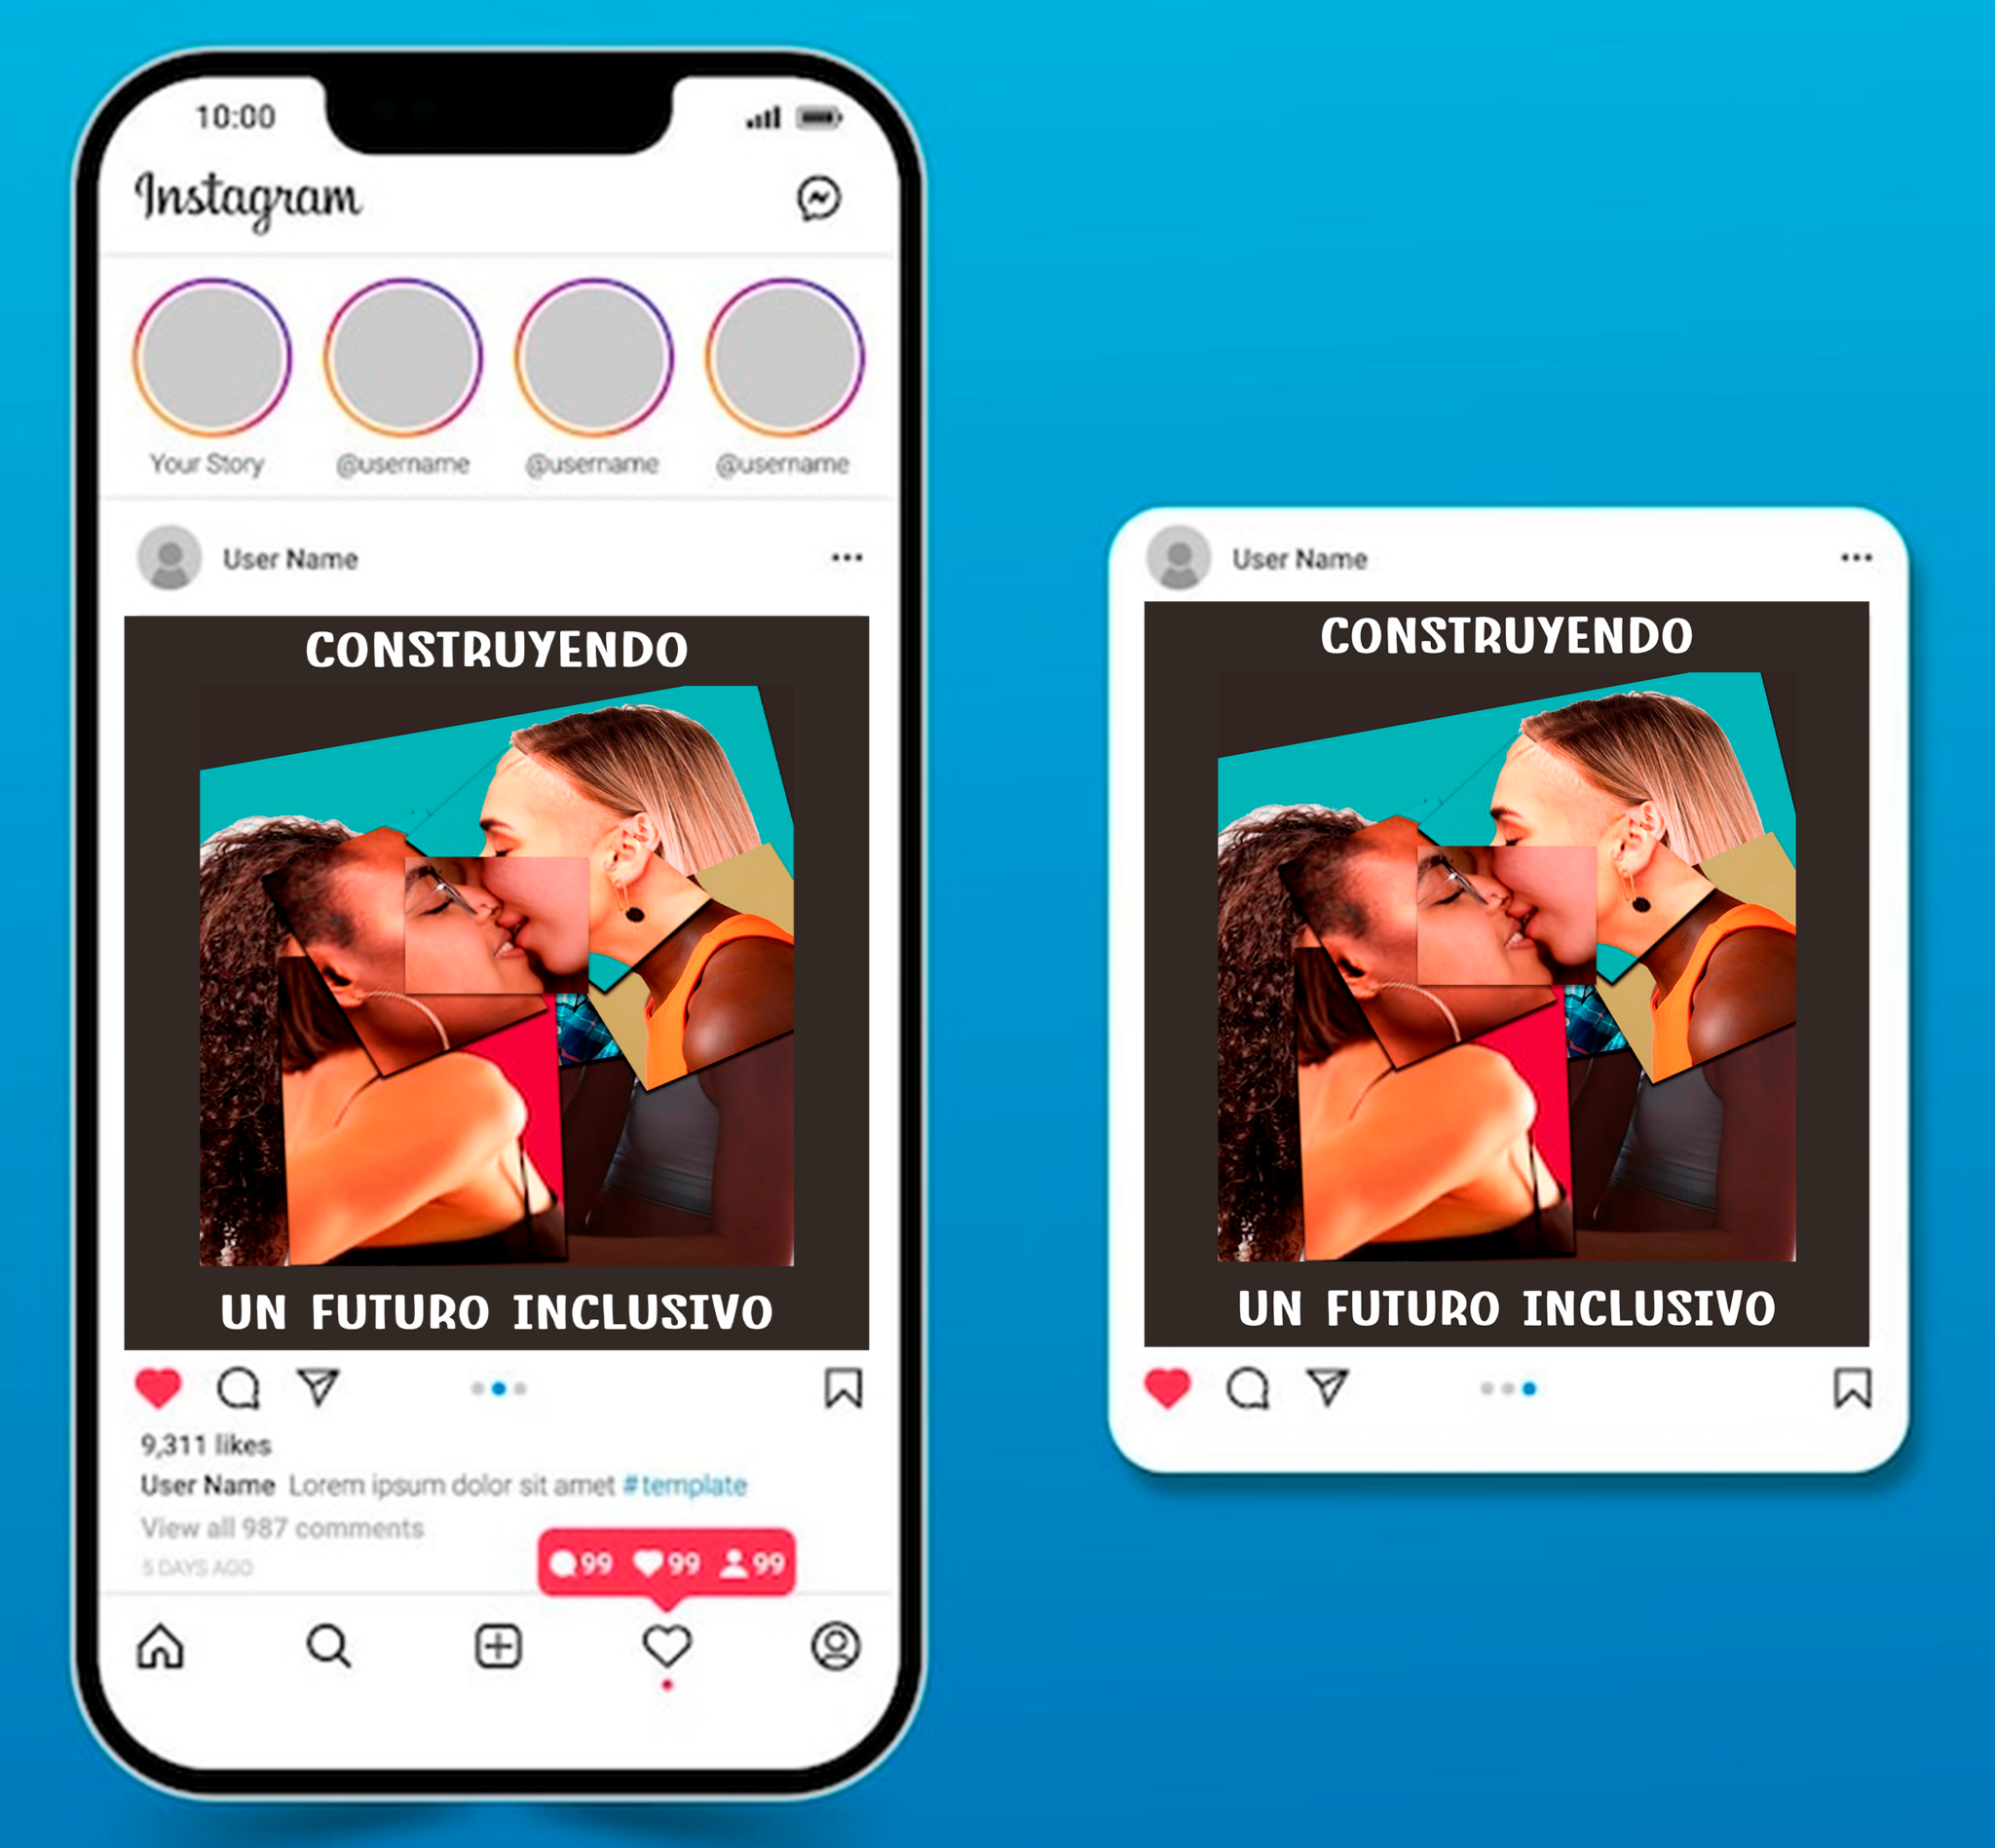 10:00
Instagram
Your Story @username @username @username
User Name
CONSTRUYENDO
UN FUTURO INCLUSIVO
9,311 likes
User Name Lorem ipsum dolor sit amet #template
View all 987 comments
5 DAYS AGO
99 99 99
User Name
CONSTRUYENDO
UN FUTURO INCLUSIVO